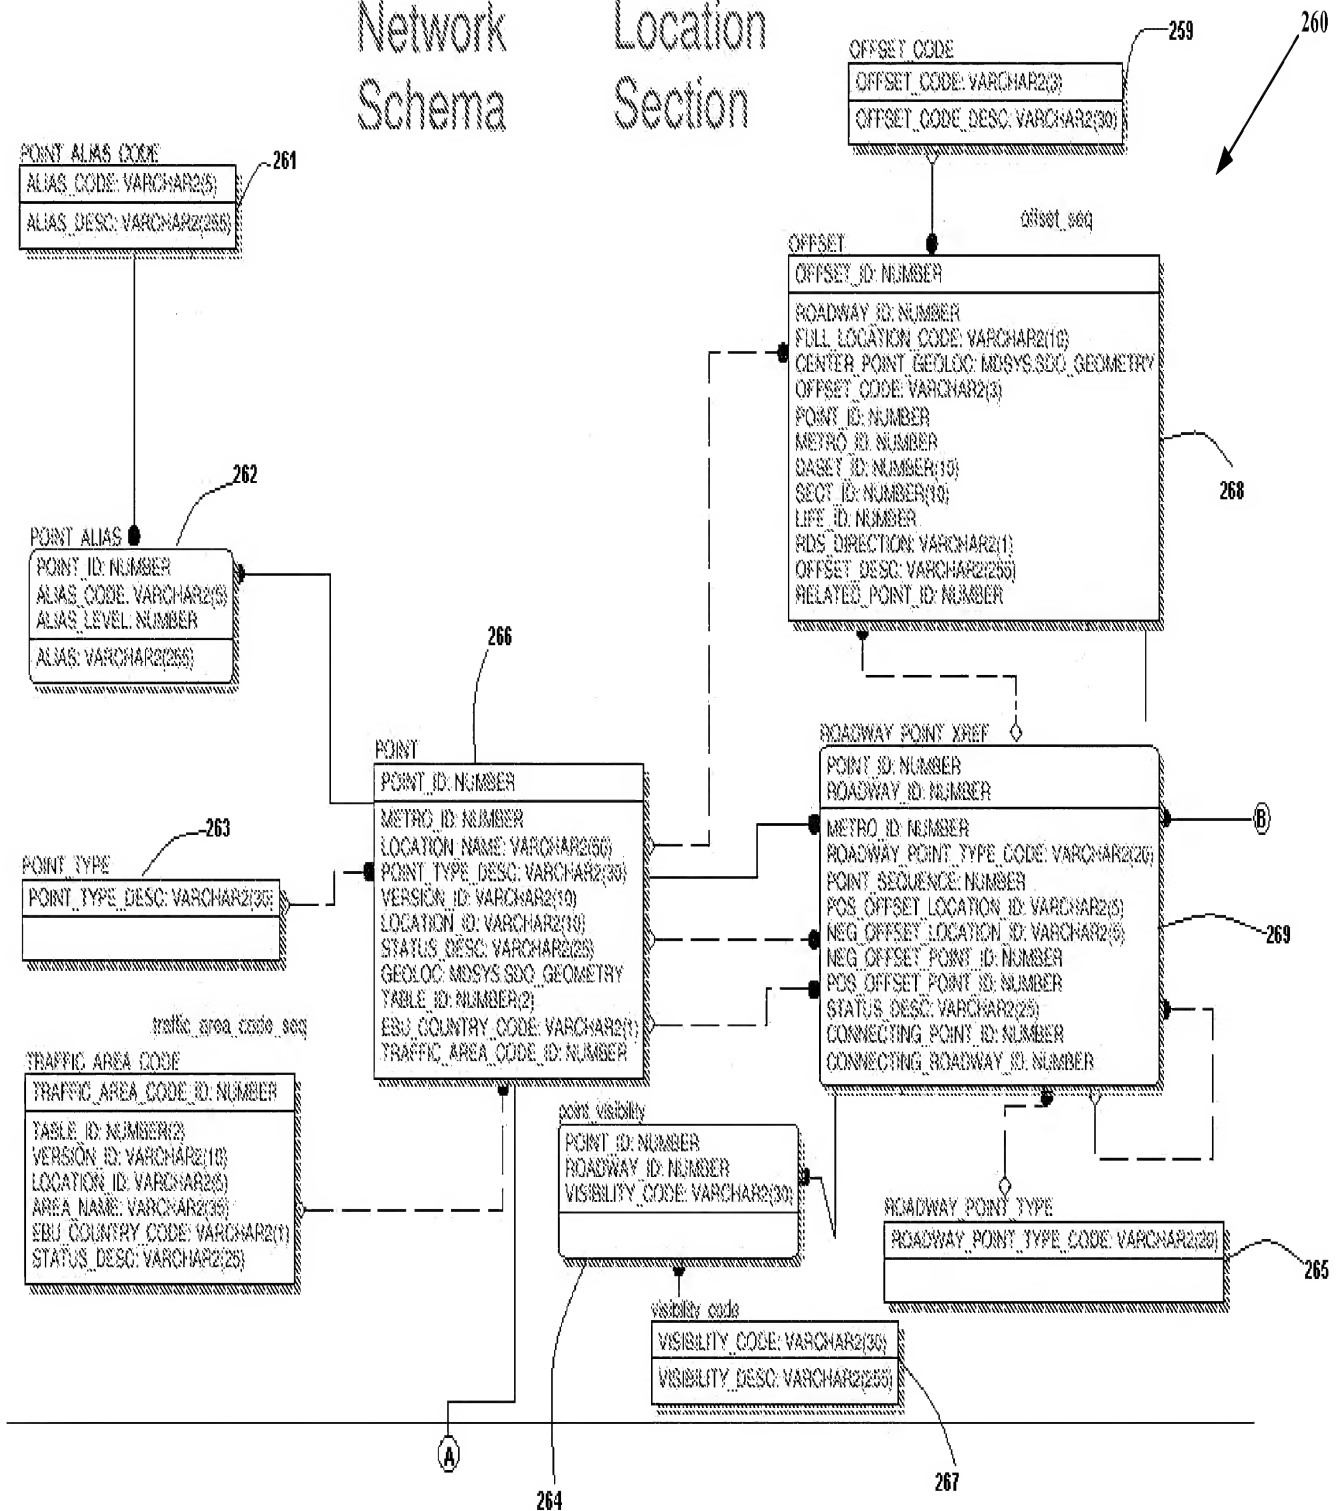 Network Location
Schema Section
260
259
OFFSET_CODE
OFFSET_CODE: VARCHAR2(3)
OFFSET_CODE_DESC: VARCHAR2(30)
POINT_ALIAS_CODE
261
ALIAS_CODE: VARCHAR2(5)
ALIAS_DESC: VARCHAR2(255)
offset_seq
OFFSET
OFFSET_ID: NUMBER
ROADWAY_ID: NUMBER
FULL_LOCATION_CODE: VARCHAR2(10)
CENTER_POINT_GEOLOC: MDSYS.SDO_GEOMETRY
OFFSET_CODE: VARCHAR2(3)
POINT_ID: NUMBER
METRO_ID: NUMBER
DASET_ID: NUMBER(10)
SECT_ID: NUMBER(10)
LIFE_ID: NUMBER
RDS_DIRECTION: VARCHAR2(1)
OFFSET_DESC: VARCHAR2(255)
RELATED_POINT_ID: NUMBER
268
262
POINT_ALIAS
POINT_ID: NUMBER
ALIAS_CODE: VARCHAR2(5)
ALIAS_LEVEL: NUMBER
ALIAS: VARCHAR2(255)
266
POINT
POINT_ID: NUMBER
METRO_ID: NUMBER
LOCATION_NAME: VARCHAR2(50)
POINT_TYPE_DESC: VARCHAR2(30)
VERSION_ID: VARCHAR2(10)
LOCATION_ID: VARCHAR2(10)
STATUS_DESC: VARCHAR2(25)
GEOLOC: MDSYS.SDO_GEOMETRY
TABLE_ID: NUMBER(2)
EBU_COUNTRY_CODE: VARCHAR2(1)
TRAFFIC_AREA_CODE_ID: NUMBER
ROADWAY_POINT_XREF
POINT_ID: NUMBER
ROADWAY_ID: NUMBER
METRO_ID: NUMBER
ROADWAY_POINT_TYPE_CODE: VARCHAR2(20)
POINT_SEQUENCE: NUMBER
POS_OFFSET_LOCATION_ID: VARCHAR2(5)
NEG_OFFSET_LOCATION_ID: VARCHAR2(5)
NEG_OFFSET_POINT_ID: NUMBER
POS_OFFSET_POINT_ID: NUMBER
STATUS_DESC: VARCHAR2(25)
CONNECTING_POINT_ID: NUMBER
CONNECTING_ROADWAY_ID: NUMBER
B
269
263
POINT_TYPE
POINT_TYPE_DESC: VARCHAR2(30)
traffic_area_code_seq
TRAFFIC_AREA_CODE
TRAFFIC_AREA_CODE_ID: NUMBER
TABLE_ID: NUMBER(2)
VERSION_ID: VARCHAR2(10)
LOCATION_ID: VARCHAR2(5)
AREA_NAME: VARCHAR2(35)
EBU_COUNTRY_CODE: VARCHAR2(1)
STATUS_DESC: VARCHAR2(25)
point_visibility
POINT_ID: NUMBER
ROADWAY_ID: NUMBER
VISIBILITY_CODE: VARCHAR2(30)
ROADWAY_POINT_TYPE
ROADWAY_POINT_TYPE_CODE: VARCHAR2(20)
265
visibility_code
VISIBILITY_CODE: VARCHAR2(30)
VISIBILITY_DESC: VARCHAR2(255)
A
264
267